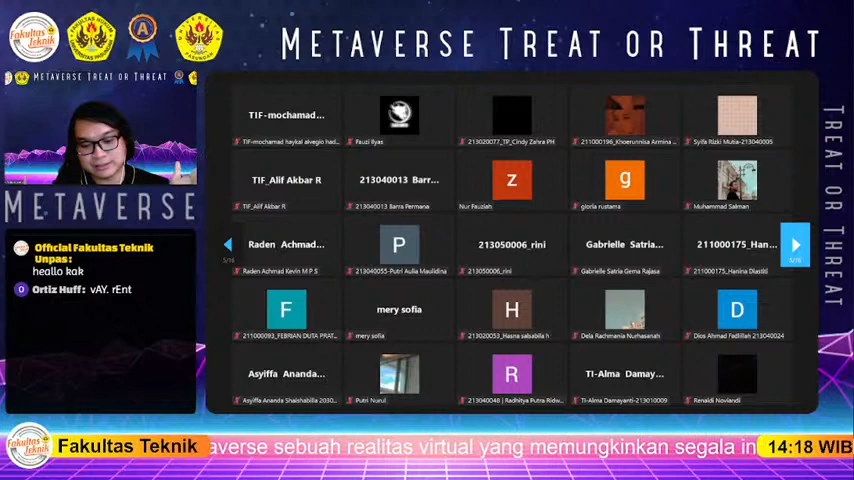 METAVERSE TREAT OR THREAT
Fakultas Teknik
METAVERSE TREAT OR THREAT
METAVERSE
TREAT OR THREAT
Official Fakultas Teknik
Unpas :
heallo kak
O Ortiz Huff: vAY. rEnt
TIF-mochamad...
TIF-mochamad haykal alvegio had...
Fauzi Ilyas
213020077_TP_Cindy Zahra PH
211000196_Khoerunnisa Armina ...
Syifa Rizki Mutia-213040005
TIF_Alif Akbar R
TIF_Alif Akbar R
213040013 Barr...
213040013 Barra Permana
z
Nur Fauziah
g
gloria rustama
Muhammad Salman
Raden Achmad...
Raden Achmad Kevin M P S
P
213040055-Putri Aulia Maulidina
213050006_rini
213050006_rini
Gabrielle Satria...
Gabrielle Satria Gema Rajasa
211000175_Han...
211000175_Hanina Diastiti
F
211000093_FEBRIAN DUTA PRAT...
mery sofia
mery sofia
H
213020053_Hasna salsabila h
Dela Rachmania Nurhasanah
D
Dios Ahmad Fadlillah 213040024
Asyiffa Ananda...
Asyiffa Ananda Shalshabilla 2030...
Putri Nurul
R
213040048 | Radhitya Putra Ridw...
TI-Alma Damay...
TI-Alma Damayanti-213010009
Renaldi Noviandi
Fakultas Teknik
Fakultas Teknik
averse sebuah realitas virtual yang memungkinkan segala in
14:18 WIB